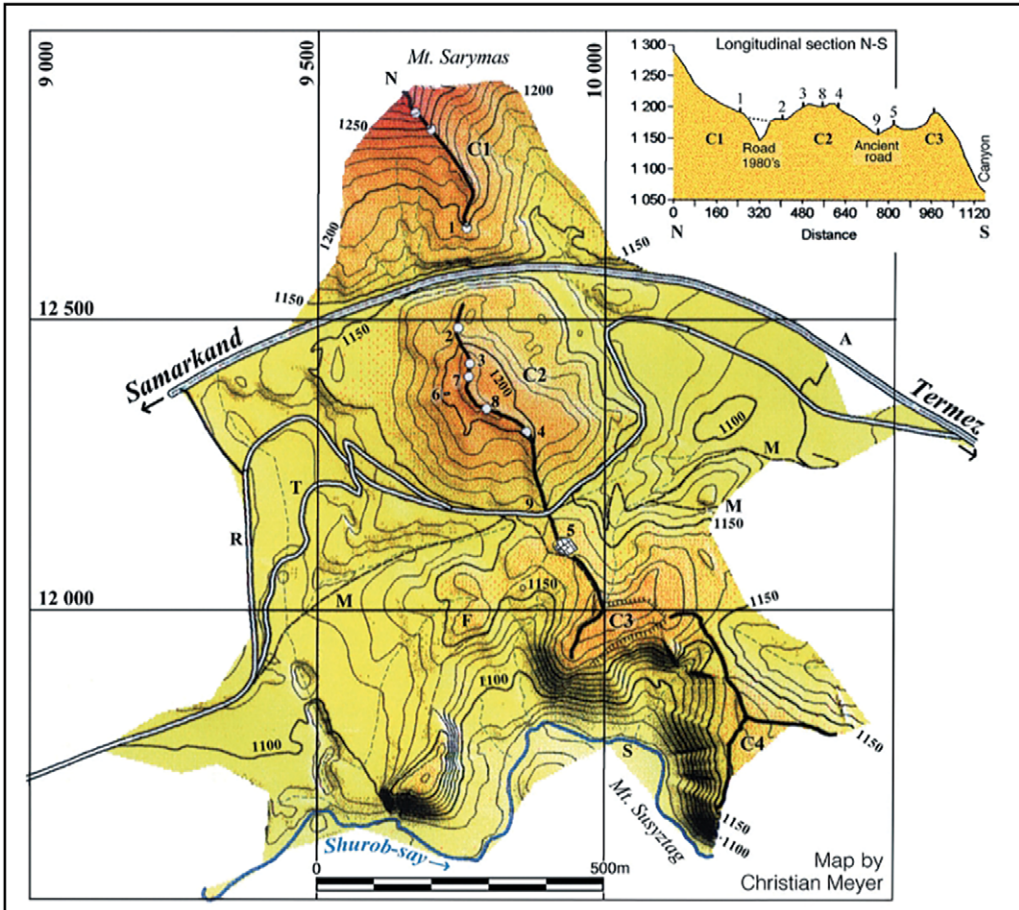 9 000
9 500
10 000
Mt. Sarymas
N
1200
1250
C1
1
1200
1150
1150
Longitudinal section N-S
1 300
1 250
1 200
1 150
1 100
1 050
1
2
3
8
4
9
5
C1
Road
1980's
C2
Ancient
road
C3
Canyon
0
160
320
480
640
800
960
1120
N
Distance
S
12 500
1150
2
3
7
6
8
4
1200
C2
A
Samarkand
Termez
1100
M
M
1150
9
5
T
R
M
12 000
F
1150
C3
1150
1100
1100
S
C4
1150
Mt. Susyztag
1150
1100
Shurob-say
0
500m
Map by
Christian Meyer